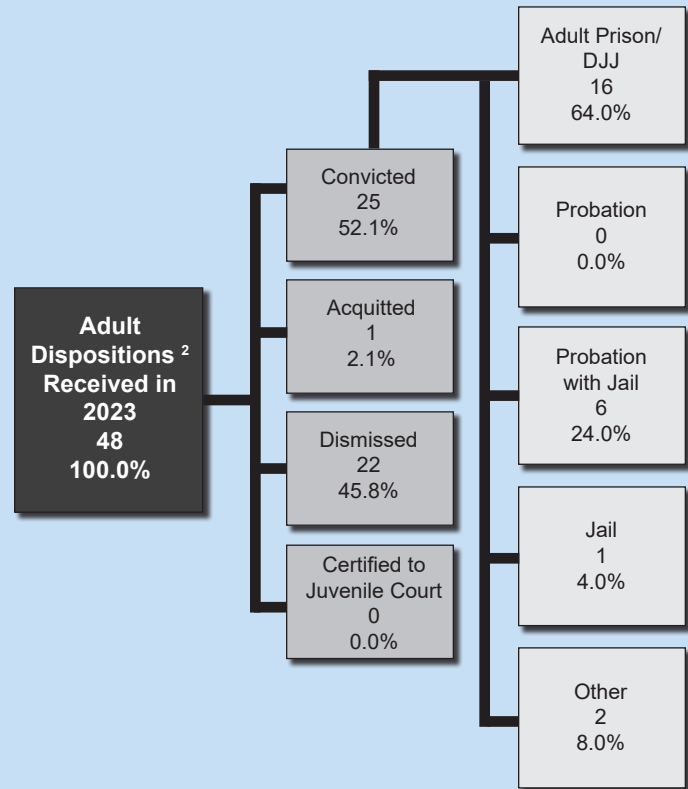 Adult
Dispositions ²
Received in
2023
48
100.0%
Convicted
25
52.1%
Acquitted
1
2.1%
Dismissed
22
45.8%
Certified to
Juvenile Court
0
0.0%
Adult Prison/
DJJ
16
64.0%
Probation
0
0.0%
Probation
with Jail
6
24.0%
Jail
1
4.0%
Other
2
8.0%